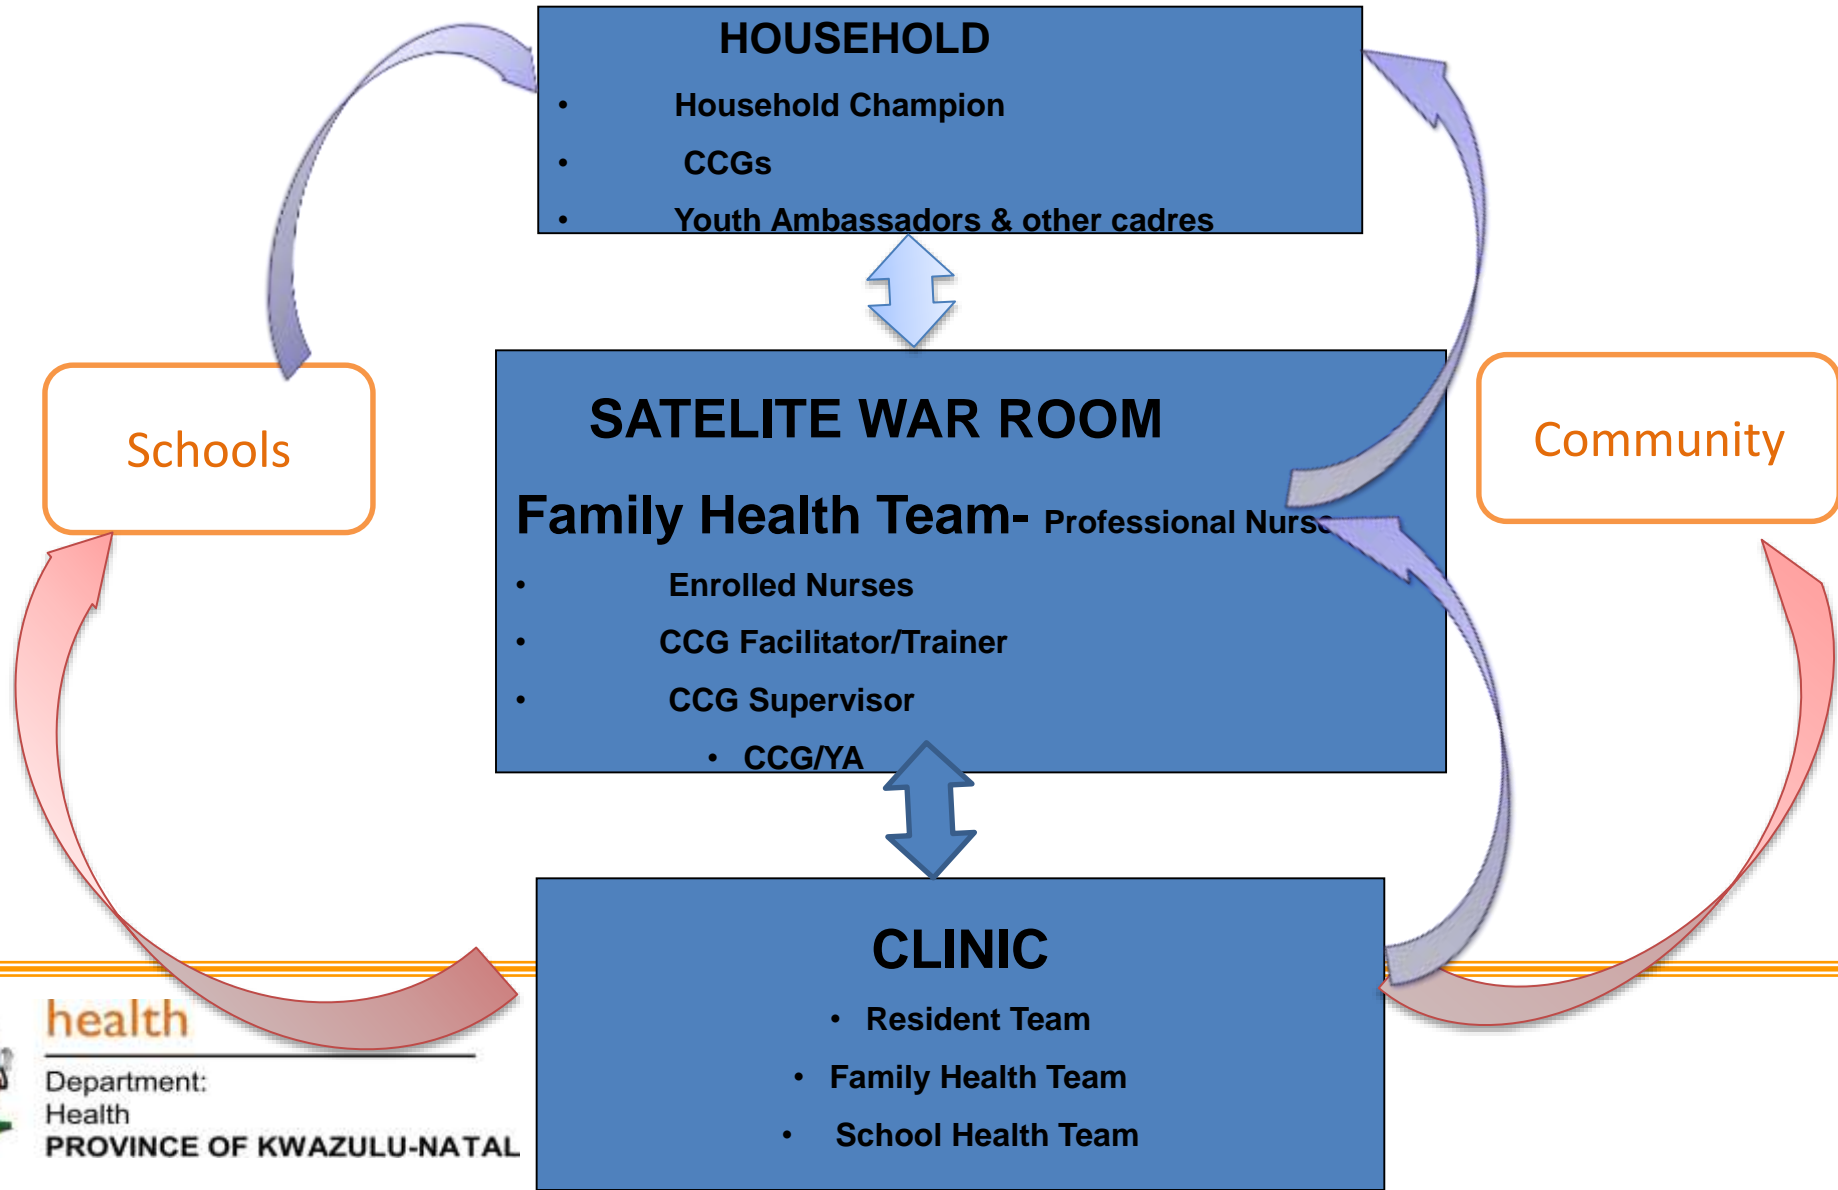 HOUSEHOLD
• Household Champion
• CCGs
• Youth Ambassadors & other cadres
Schools
SATELITE WAR ROOM
Family Health Team- Professional Nurse
• Enrolled Nurses
• CCG Facilitator/Trainer
• CCG Supervisor
• CCG/YA
Community
CLINIC
• Resident Team
• Family Health Team
• School Health Team
health
Department:
Health
PROVINCE OF KWAZULU-NATAL